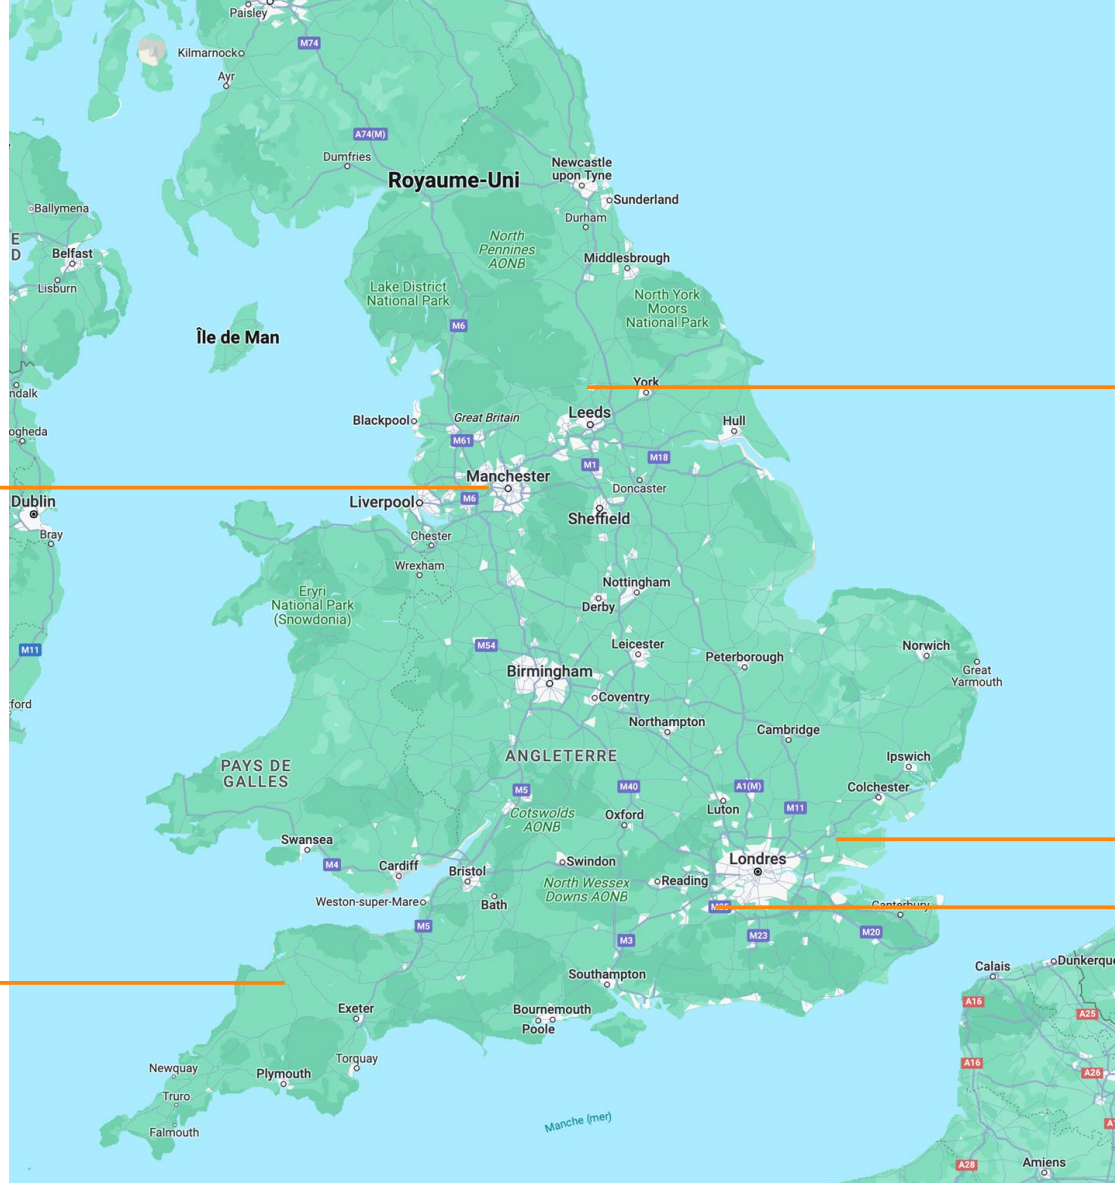 Paisley
M74
Kilmarnock
Ayr
A74(M)
Dumfries
Royaume-Uni
Newcastle
upon Tyne
Sunderland
Durham
Ballymena
E
D
Belfast
Lisburn
North
Pennines
AONB
Middlesbrough
Lake District
National Park
North York
Moors
National Park
M6
Île de Man
York
ndalk
Blackpool
Great Britain
Leeds
Hull
ogheda
M61
M1
M18
Manchester
Doncaster
Dublin
Liverpool
M6
Sheffield
Bray
Chester
Wrexham
Eryri
National Park
(Snowdonia)
Nottingham
Derby
M11
M54
Leicester
Peterborough
Norwich
Great
Yarmouth
Birmingham
Coventry
ford
Northampton
Cambridge
ANGLETERRE
Ipswich
PAYS DE
GALLES
M5
M40
A1(M)
Colchester
M11
Luton
Cotswolds
AONB
Oxford
Swansea
M4
Cardiff
Bristol
Swindon
Londres
Reading
North Wessex
Downs AONB
Weston-super-Mare
Bath
M25
Canterbury
M5
M3
M23
M20
Southampton
Calais
Dunkerqu
A16
A25
Exeter
Bournemouth
Poole
Torquay
Newquay
Plymouth
A16
A26
Truro
Falmouth
Manche (mer)
A28
Amiens